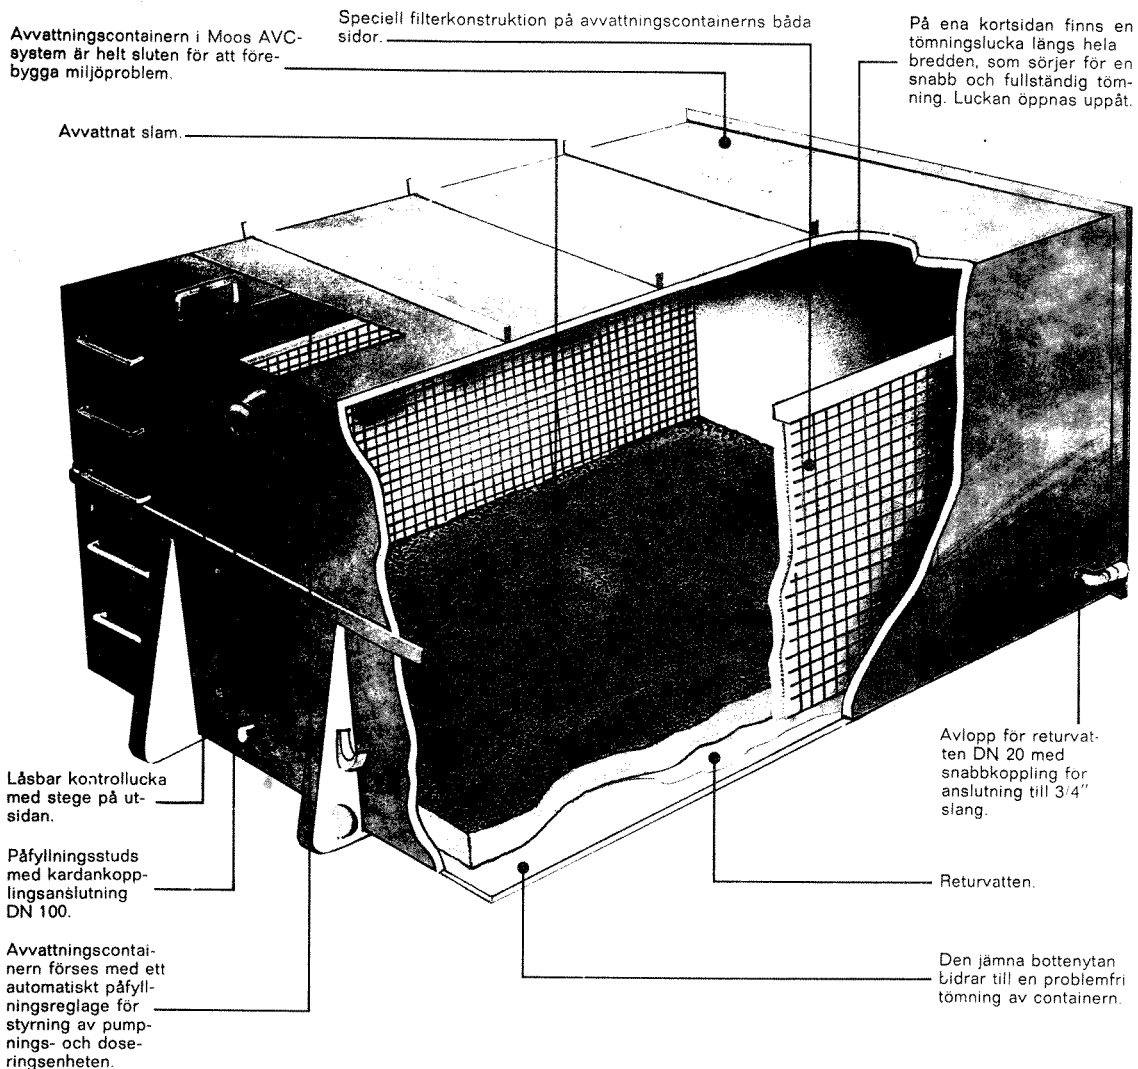 Avvattningscontainern i Moos AVC-
system är helt sluten för att före-
bygga miljöproblem.
Speciell filterkonstruktion på avvattningscontainerns båda
sidor.
På ena kortsidan finns en
tömningslucka längs hela
bredden, som sörjer för en
snabb och fullständig töm-
ning. Luckan öppnas uppåt.
Avvattnat slam.
Låsbar kontrollucka
med stege på ut-
sidan.
Påfyllningsstuds
med kardankopp-
lingsanslutning
DN 100.
Avvattningscontai-
nern förses med ett
automatiskt påfyll-
ningsreglage för
styrning av pump-
nings- och dose-
ringsenheten.
Avlopp för returvat-
ten DN 20 med
snabbkoppling för
anslutning till 3/4"
slang.
Returvatten.
Den jämna bottenytan
bidrar till en problemfri
tömning av containern.